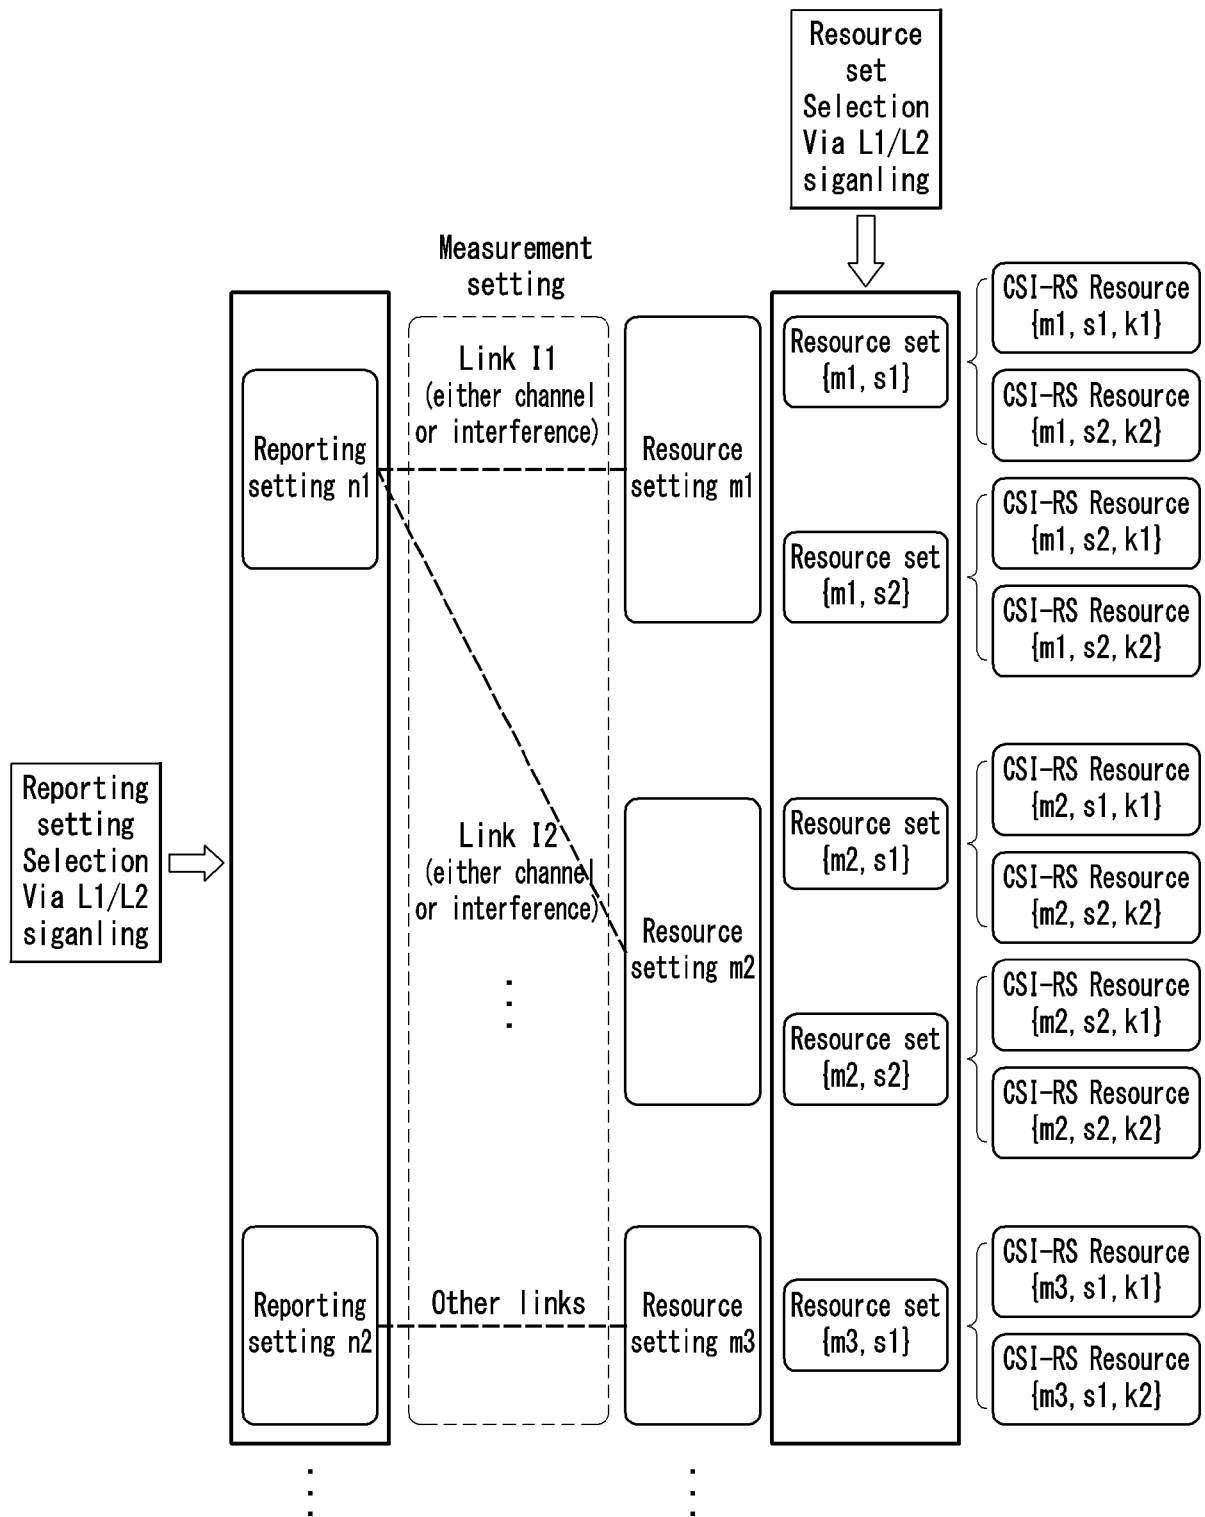 Resource
set
Selection
Via L1/L2
siganling
Measurement
setting
Link I1
(either channel
or interference)
Reporting
setting n1
Resource
setting m1
Resource set
{m1, s1}
CSI-RS Resource
{m1, s1, k1}
CSI-RS Resource
{m1, s2, k2}
Resource set
{m1, s2}
CSI-RS Resource
{m1, s2, k1}
CSI-RS Resource
{m1, s2, k2}
Reporting
setting
Selection
Via L1/L2
siganling
Link I2
(either channel
or interference)
Resource
setting m2
Resource set
{m2, s1}
CSI-RS Resource
{m2, s1, k1}
CSI-RS Resource
{m2, s2, k2}
Resource set
{m2, s2}
CSI-RS Resource
{m2, s2, k1}
CSI-RS Resource
{m2, s2, k2}
Reporting
setting n2
Other links
Resource
setting m3
Resource set
{m3, s1}
CSI-RS Resource
{m3, s1, k1}
CSI-RS Resource
{m3, s1, k2}